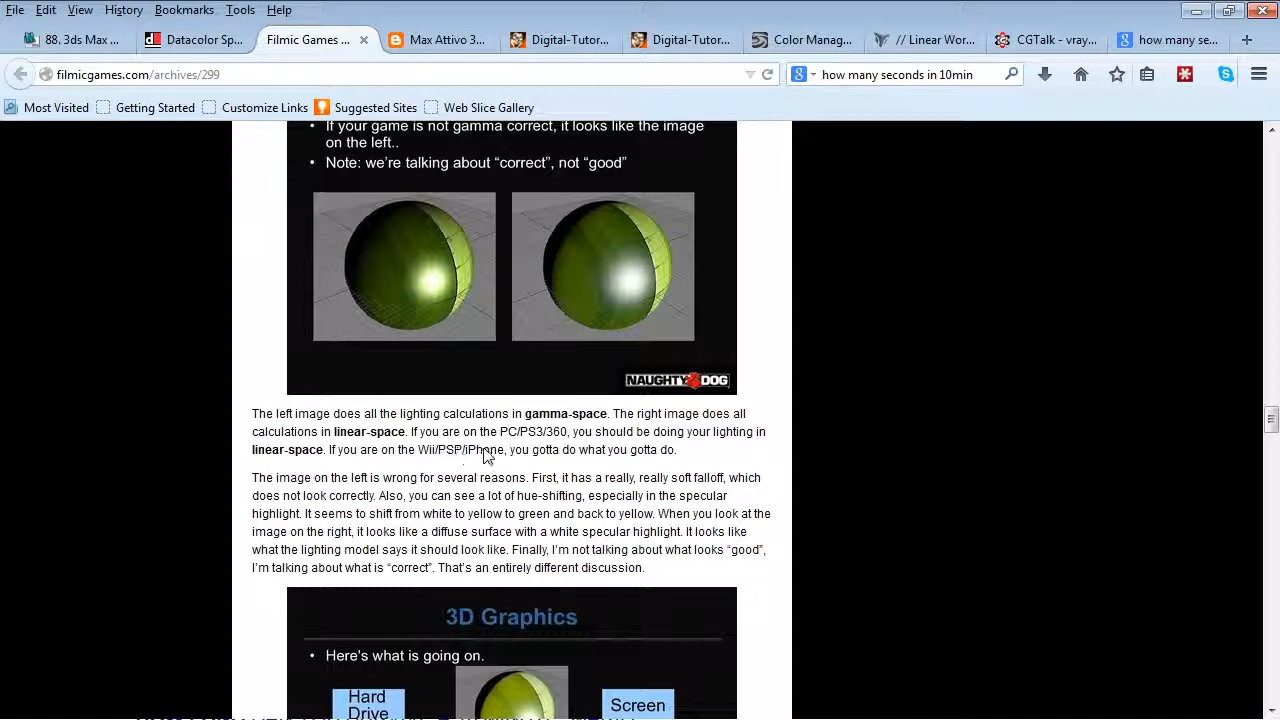 File Edit View History Bookmarks Tools Help
88. 3ds Max ... Datacolor Sp... Filmic Games ... Max Attivo 3... Digital-Tutor... Digital-Tutor... Color Manag... // Linear Wor... CGTalk - Vray... how many se...
filmicgames.com/archives/299 how many seconds in 10min
Most Visited Getting Started Customize Links Suggested Sites Web Slice Gallery
• If your game is not gamma correct, it looks like the image
on the left..
• Note: we're talking about “correct”, not “good”
NAUGHTY DOG
The left image does all the lighting calculations in gamma-space. The right image does all
calculations in linear-space. If you are on the PC/PS3/360, you should be doing your lighting in
linear-space. If you are on the Wii/PSP/iPhone, you gotta do what you gotta do.
The image on the left is wrong for several reasons. First, it has a really, really soft falloff, which
does not look correctly. Also, you can see a lot of hue-shifting, especially in the specular
highlight. It seems to shift from white to yellow to green and back to yellow. When you look at the
image on the right, it looks like a diffuse surface with a white specular highlight. It looks like
what the lighting model says it should look like. Finally, I'm not talking about what looks “good”,
I'm talking about what is “correct”. That's an entirely different discussion.
3D Graphics
• Here's what is going on.
Hard
Drive
Screen